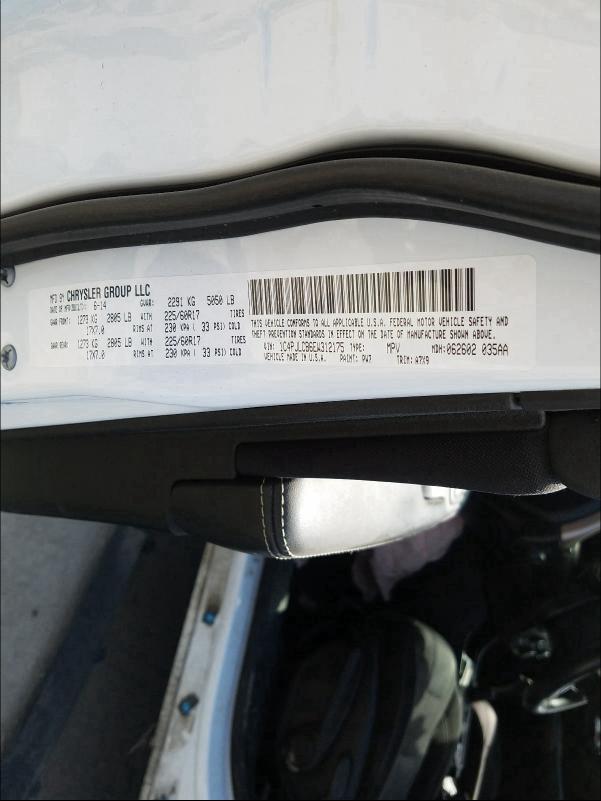 MFD BY CHRYSLER GROUP LLC
DATE OF MFR 6-14 GVWR: 2291 KG 5050 LB
GAWR FRONT: 1273 KG 2805 LB WITH 225/60R17 TIRES
17X7.0 RIMS AT 230 KPA ( 33 PSI) COLD
GAWR REAR: 1273 KG 2805 LB WITH 225/60R17 TIRES
17X7.0 RIMS AT 230 KPA ( 33 PSI) COLD
THIS VEHICLE CONFORMS TO ALL APPLICABLE U.S.A. FEDERAL MOTOR VEHICLE SAFETY AND
THEFT PREVENTION STANDARDS IN EFFECT ON THE DATE OF MANUFACTURE SHOWN ABOVE.
VIN: 1C4PJLCB6EW312175 MPV MDH:062602 035AA
MADE IN U.S.A. PAINT: PW7 TRIM: A7X9